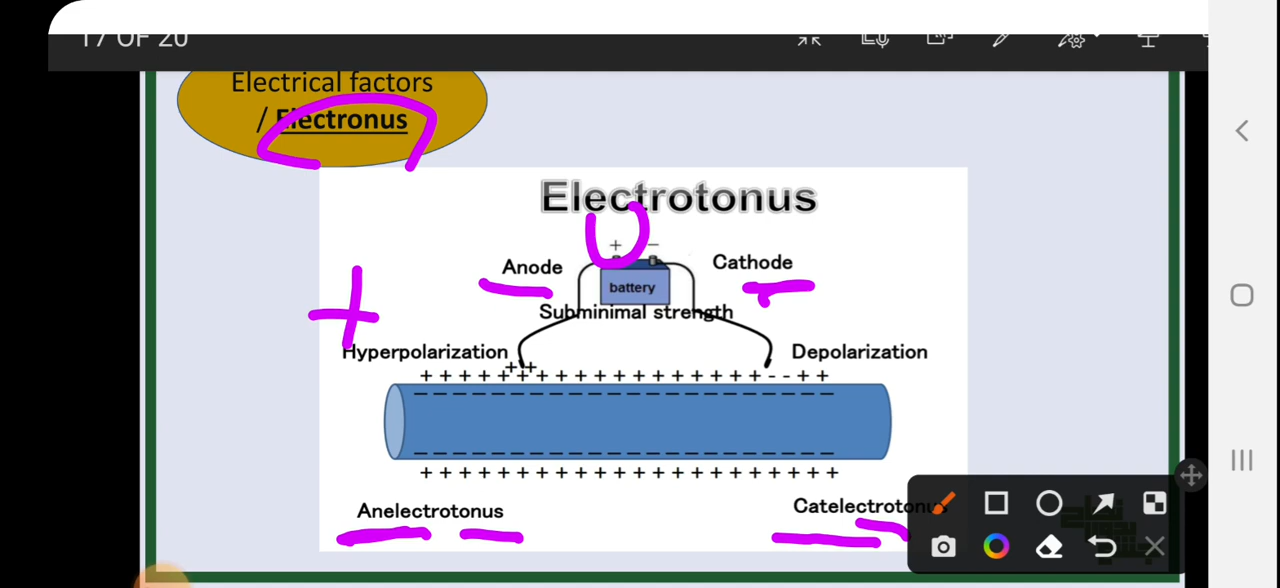 17 OF 20
Electrical factors
/ Electronus
Electrotonus
+ −
Anode
Cathode
battery
Subminimal strength
Hyperpolarization
Depolarization
+++
+ + + + + + + + + + + + + + + + + + - - + +
− − − − − − − − − − − − − − − − − − − − − −
− − − − − − − − − − − − − − − − − − − − − −
+ + + + + + + + + + + + + + + + + + + + + +
Anelectrotonus
Catelectrotonus